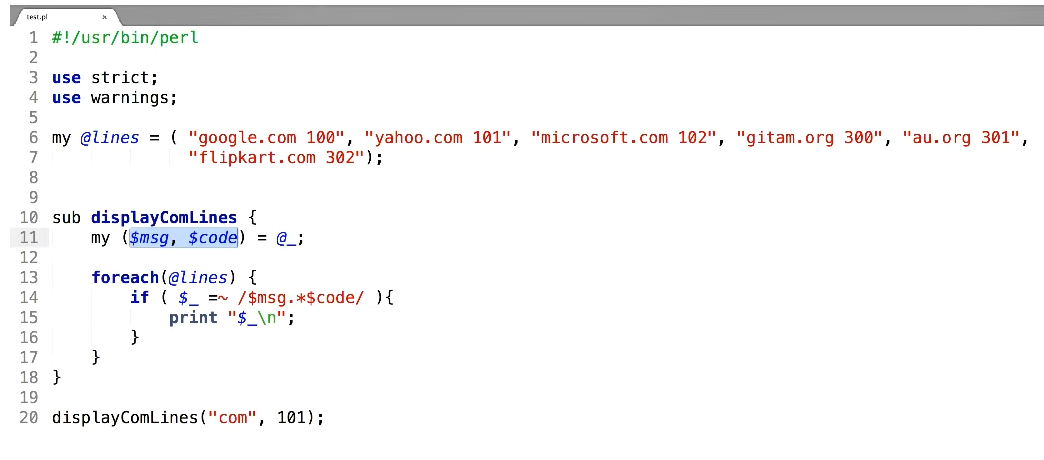 test.pl x
1 #!/usr/bin/perl
2
3 use strict;
4 use warnings;
5
6 my @lines = ( "google.com 100", "yahoo.com 101", "microsoft.com 102", "gitam.org 300", "au.org 301",
7 "flipkart.com 302");
8
9
10 sub displayComLines {
11 my ($msg, $code) = @_;
12
13 foreach(@lines) {
14 if ( $_ =~ /$msg.*$code/ ){
15 print "$_\n";
16 }
17 }
18 }
19
20 displayComLines("com", 101);